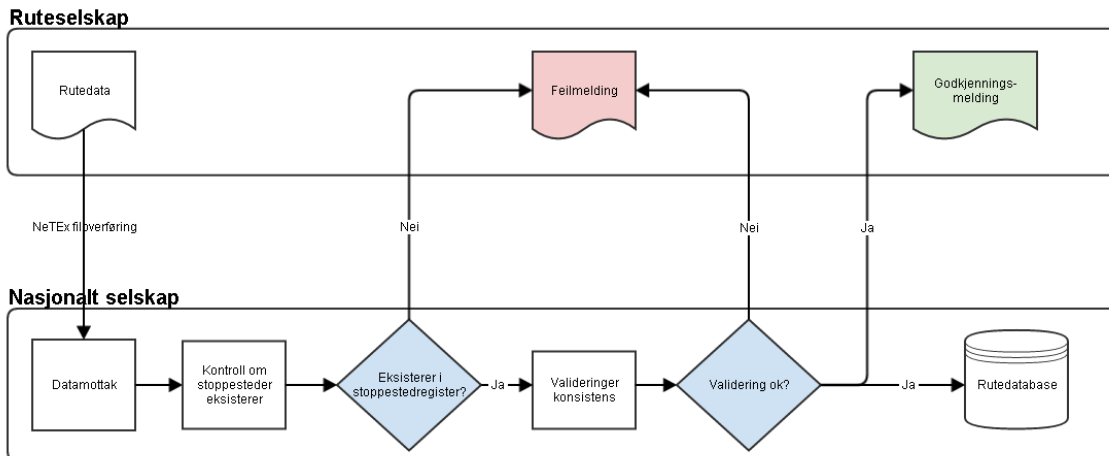 Ruteselskap
Rutedata
Feilmelding
Godkjennings-
melding
NeTEx filoverføring
Nei
Nei
Ja
Nasjonalt selskap
Datamottak
Kontroll om
stoppesteder
eksisterer
Eksisterer i
stoppestedregister?
Ja
Valideringer
konsistens
Validering ok?
Ja
Rutedatabase